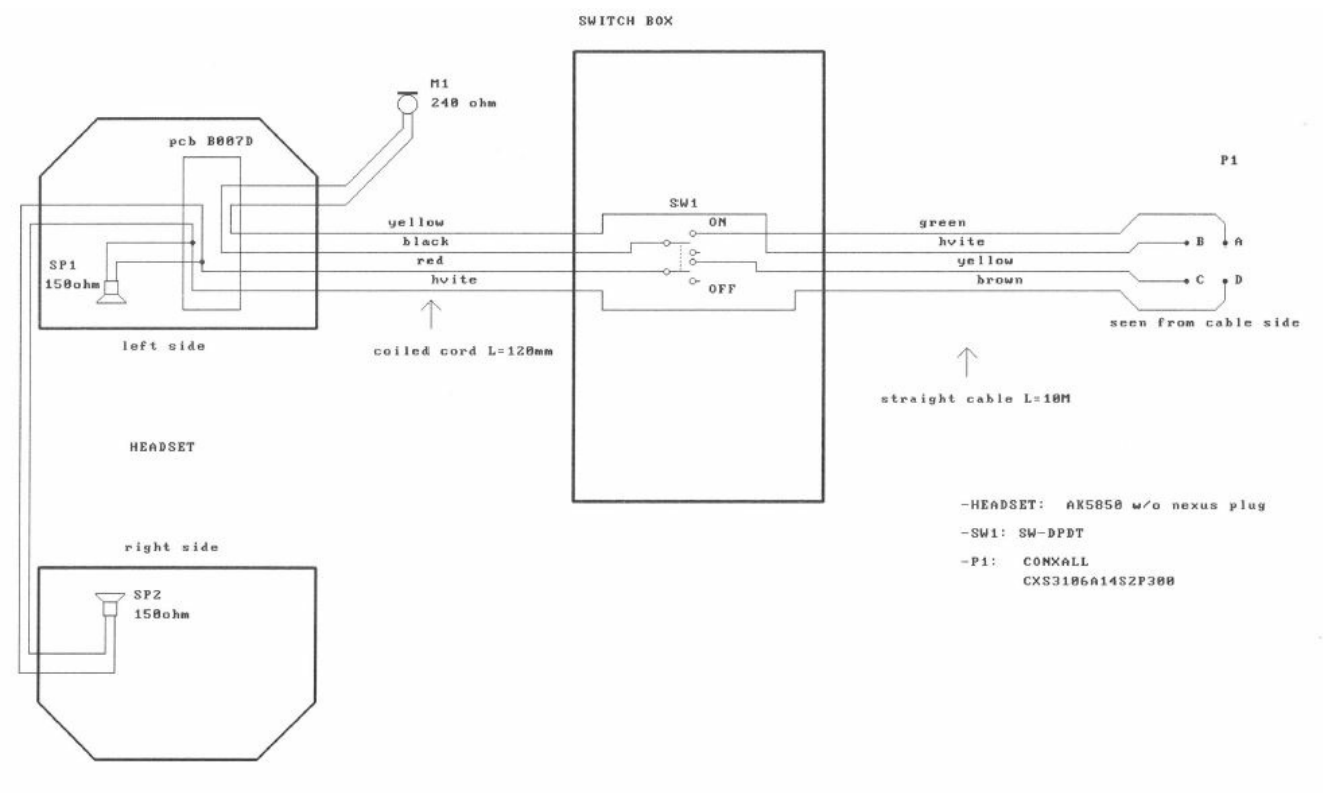 SWITCH BOX
M1
240 ohm
pcb B007D
P1
SW1
yellow
ON
green
black
hvite
B
A
red
yellow
SP1
150ohm
hvite
OFF
brown
C
D
seen from cable side
left side
coiled cord L=120mm
straight cable L=10M
HEADSET
-HEADSET: AK5850 w/o nexus plug
-SW1: SW-DPDT
right side
-P1: CONXALL
CXS3106A14S2P300
SP2
150ohm